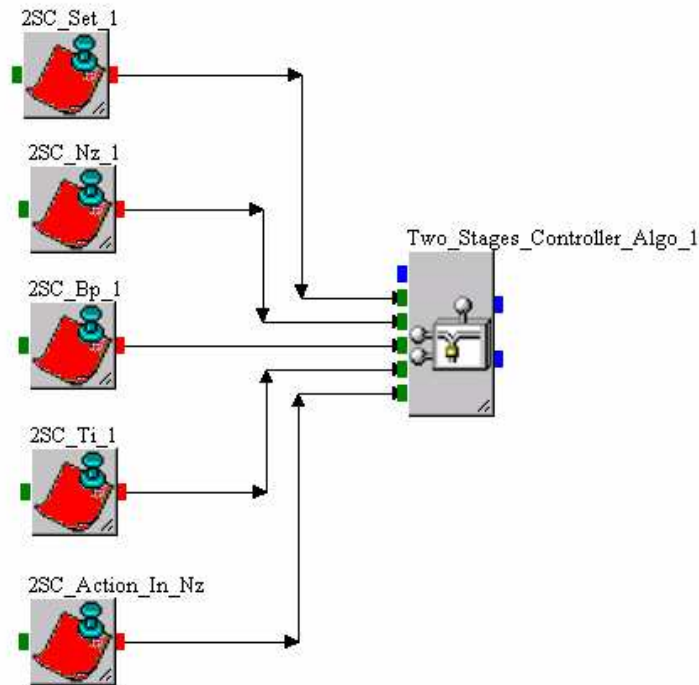 2SC_Set_1
2SC_Nz_1
Two_Stages_Controller_Algo_1
2SC_Bp_1
2SC_Ti_1
2SC_Action_In_Nz